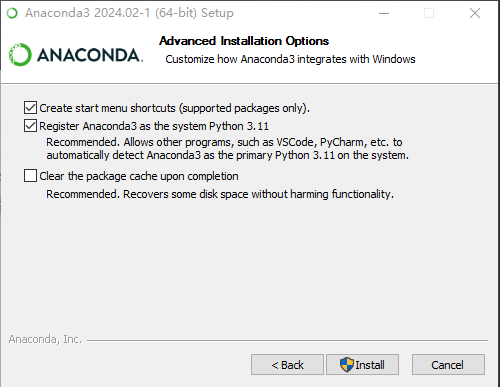 Anaconda3 2024.02-1 (64-bit) Setup
ANACONDA.
Advanced Installation Options
Customize how Anaconda3 integrates with Windows
Create start menu shortcuts (supported packages only).
Register Anaconda3 as the system Python 3.11
Recommended. Allows other programs, such as VSCode, PyCharm, etc. to
automatically detect Anaconda3 as the primary Python 3.11 on the system.
Clear the package cache upon completion
Recommended. Recovers some disk space without harming functionality.
Anaconda, Inc.
< Back
Install
Cancel